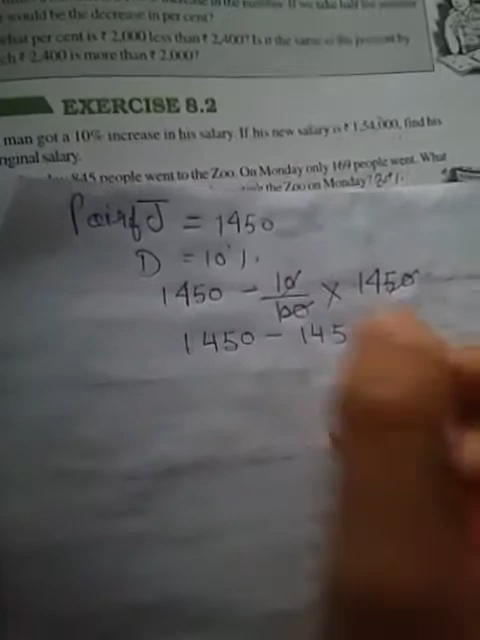 would be the decrease in per cent?
hat per cent is ₹ 2,000 less than ₹ 2,400? Is it the same as the per cent by
ch ₹ 2,400 is more than ₹ 2,000?
EXERCISE 8.2
man got a 10% increase in his salary. If his new salary is ₹ 1,54,000, find his
riginal salary.
845 people went to the Zoo. On Monday only 169 people went. What
the Zoo on Monday?
= 1450
D = 10%.
1450 - 10/100 × 1450
1450 - 145